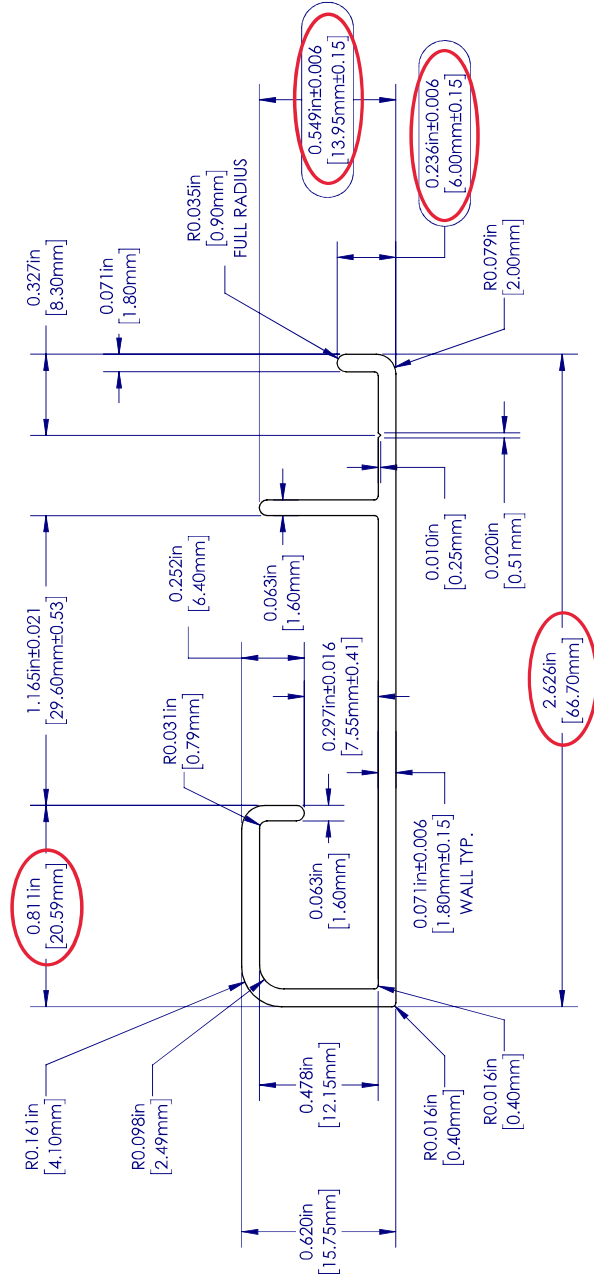 0.811in
[20.59mm]
1.165in±0.021
[29.60mm±0.53]
0.327in
[8.30mm]
0.071in
[1.80mm]
R0.161in
[4.10mm]
R0.098in
[2.49mm]
R0.031in
[0.79mm]
0.252in
[6.40mm]
R0.035in
[0.90mm]
FULL RADIUS
0.549in±0.006
[13.95mm±0.15]
0.236in±0.006
[6.00mm±0.15]
0.063in
[1.60mm]
0.620in
[15.75mm]
0.478in
[12.15mm]
0.063in
[1.60mm]
0.297in±0.016
[7.55mm±0.41]
R0.079in
[2.00mm]
R0.016in
[0.40mm]
R0.016in
[0.40mm]
0.071in±0.006
[1.80mm±0.15]
WALL TYP.
0.010in
[0.25mm]
0.020in
[0.51mm]
2.626in
[66.70mm]